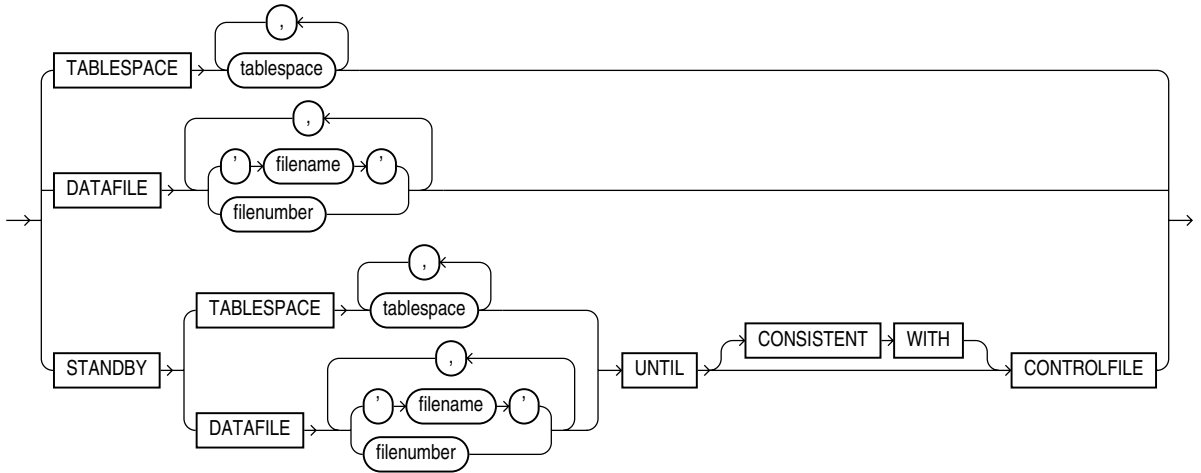 ,
TABLESPACE tablespace
,
' filename '
DATAFILE
filenumber
,
TABLESPACE tablespace
CONSISTENT WITH
STANDBY UNTIL CONTROLFILE
,
' filename '
DATAFILE
filenumber